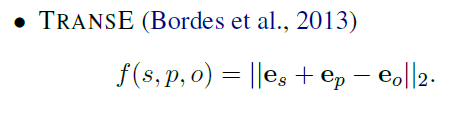 • TRANSE (Bordes et al., 2013)
f(s, p, o) = ||e_s + e_p − e_o||_2.